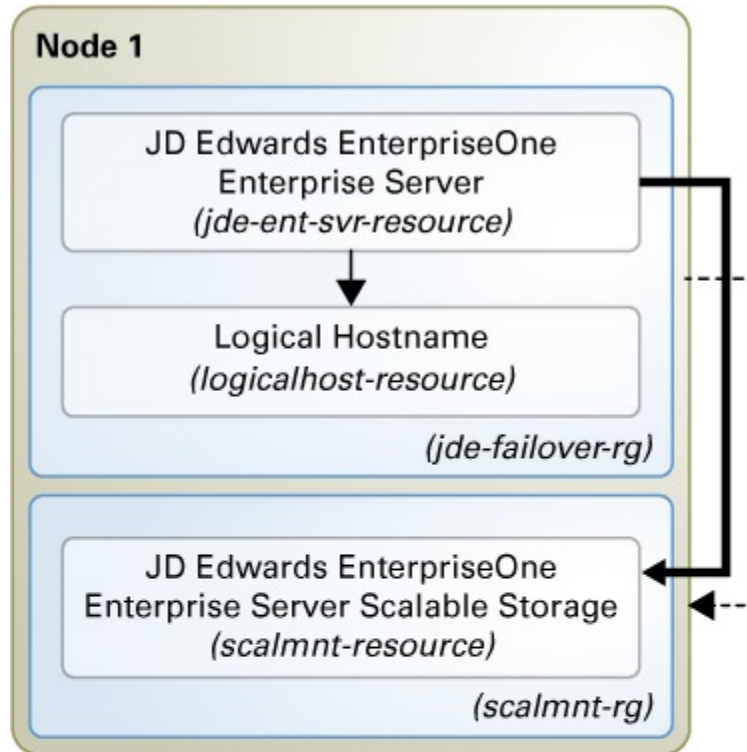 Node 1
JD Edwards EnterpriseOne
Enterprise Server
(jde-ent-svr-resource)
Logical Hostname
(logicalhost-resource)
(jde-failover-rg)
JD Edwards EnterpriseOne
Enterprise Server Scalable Storage
(scalmnt-resource)
(scalmnt-rg)